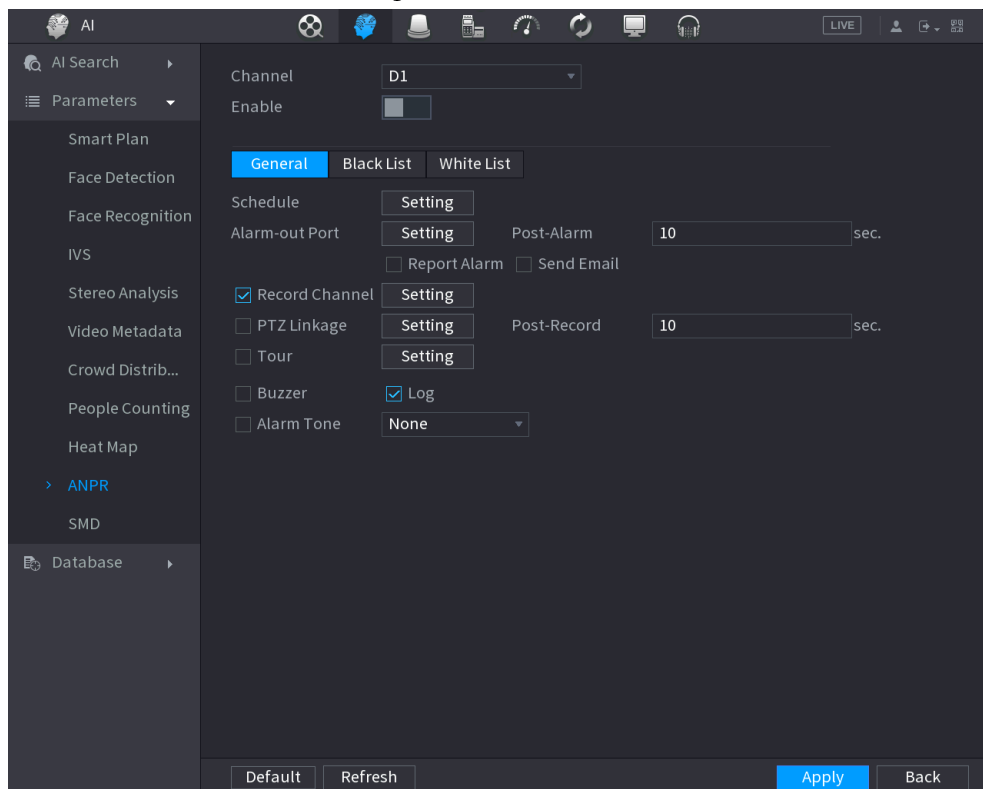 AI
LIVE
AI Search
Parameters
Smart Plan
Face Detection
Face Recognition
IVS
Stereo Analysis
Video Metadata
Crowd Distrib...
People Counting
Heat Map
ANPR
SMD
Database
Channel D1
Enable
General Black List White List
Schedule Setting
Alarm-out Port Setting Post-Alarm 10 sec.
Report Alarm Send Email
Record Channel Setting
PTZ Linkage Setting Post-Record 10 sec.
Tour Setting
Buzzer Log
Alarm Tone None
Default Refresh Apply Back